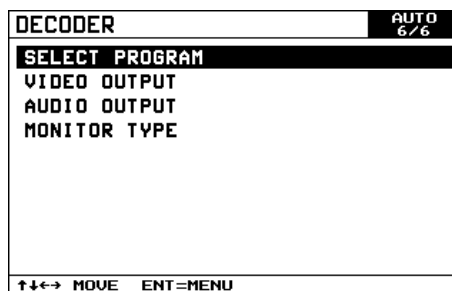 DECODER
AUTO
6/6
SELECT PROGRAM
VIDEO OUTPUT
AUDIO OUTPUT
MONITOR TYPE
↑↓←→ MOVE ENT=MENU